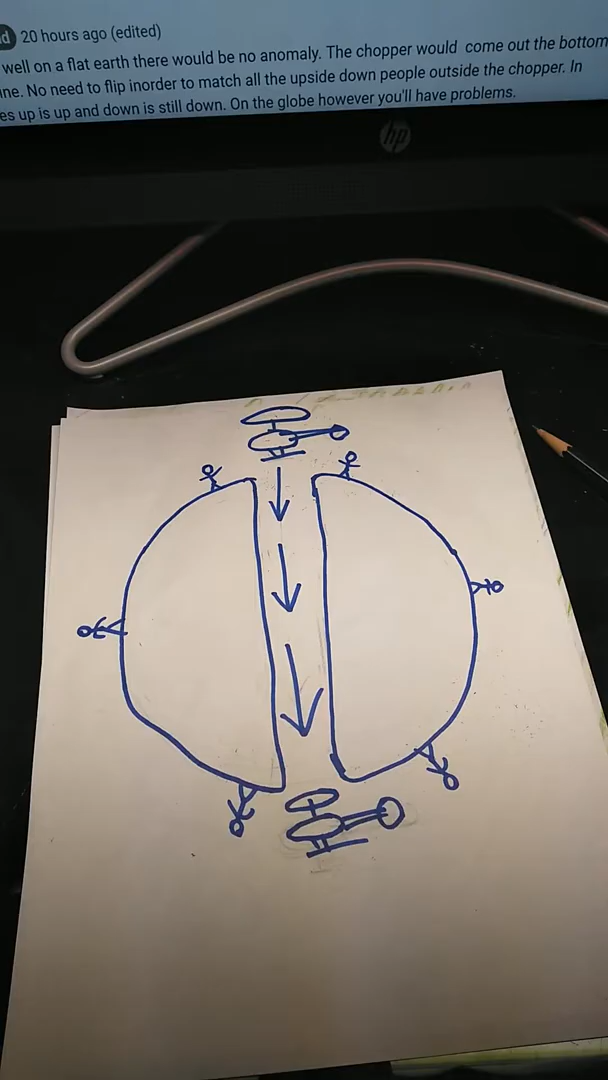 d 20 hours ago (edited)
well on a flat earth there would be no anomaly. The chopper would come out the bottom
ine. No need to flip inorder to match all the upside down people outside the chopper. In
es up is up and down is still down. On the globe however you'll have problems.
hp